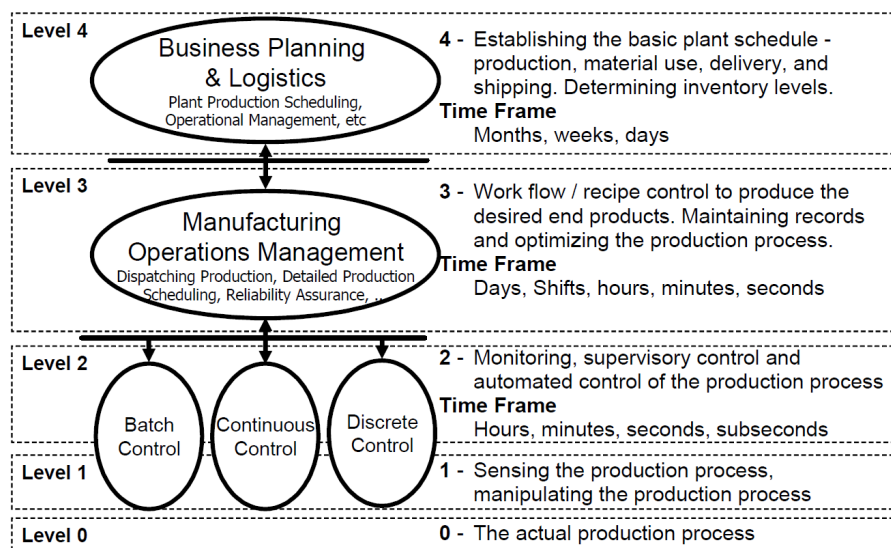 Level 4
Business Planning
& Logistics
Plant Production Scheduling,
Operational Management, etc
4 - Establishing the basic plant schedule -
production, material use, delivery, and
shipping. Determining inventory levels.
Time Frame
Months, weeks, days
Level 3
Manufacturing
Operations Management
Dispatching Production, Detailed Production
Scheduling, Reliability Assurance, ...
3 - Work flow / recipe control to produce the
desired end products. Maintaining records
and optimizing the production process.
Time Frame
Days, Shifts, hours, minutes, seconds
Level 2
Batch
Control
Continuous
Control
Discrete
Control
2 - Monitoring, supervisory control and
automated control of the production process
Time Frame
Hours, minutes, seconds, subseconds
Level 1
1 - Sensing the production process,
manipulating the production process
Level 0
0 - The actual production process